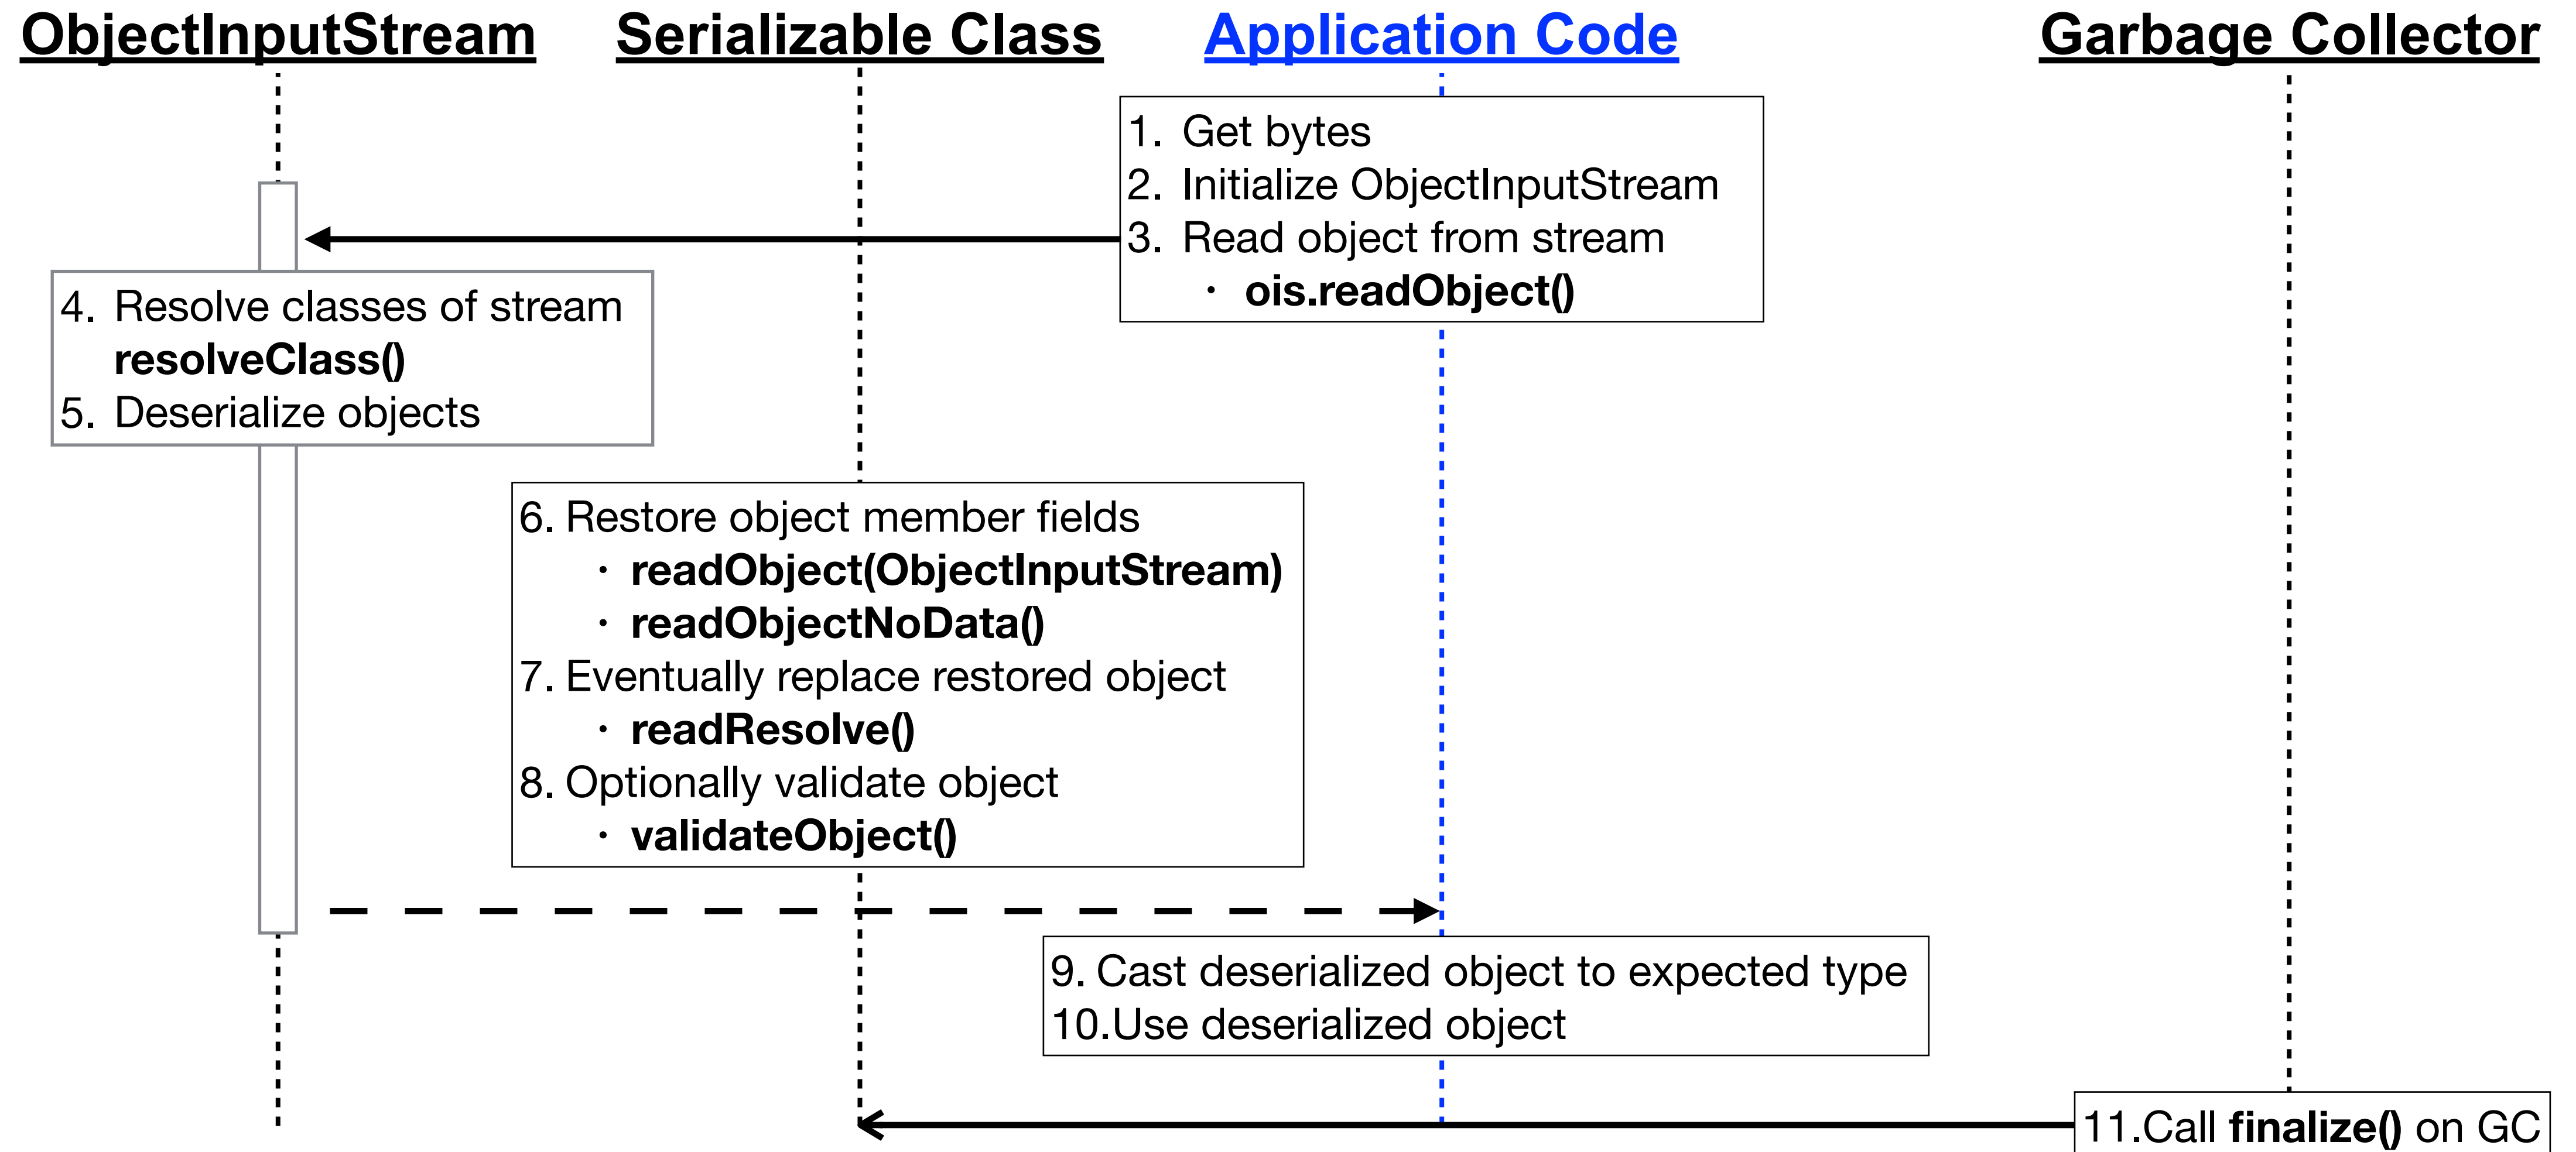 ObjectInputStream
Serializable Class
Application Code
Garbage Collector
1. Get bytes
2. Initialize ObjectInputStream
3. Read object from stream
· ois.readObject()
4. Resolve classes of stream
resolveClass()
5. Deserialize objects
6. Restore object member fields
· readObject(ObjectInputStream)
· readObjectNoData()
7. Eventually replace restored object
· readResolve()
8. Optionally validate object
· validateObject()
9. Cast deserialized object to expected type
10.Use deserialized object
11.Call finalize() on GC